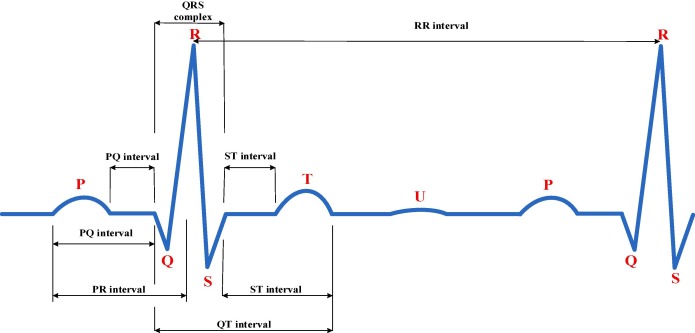 QRS
complex
R
RR interval
R
PQ interval
ST interval
P
T
U
P
PQ interval
Q
S
Q
S
PR interval
ST interval
QT interval